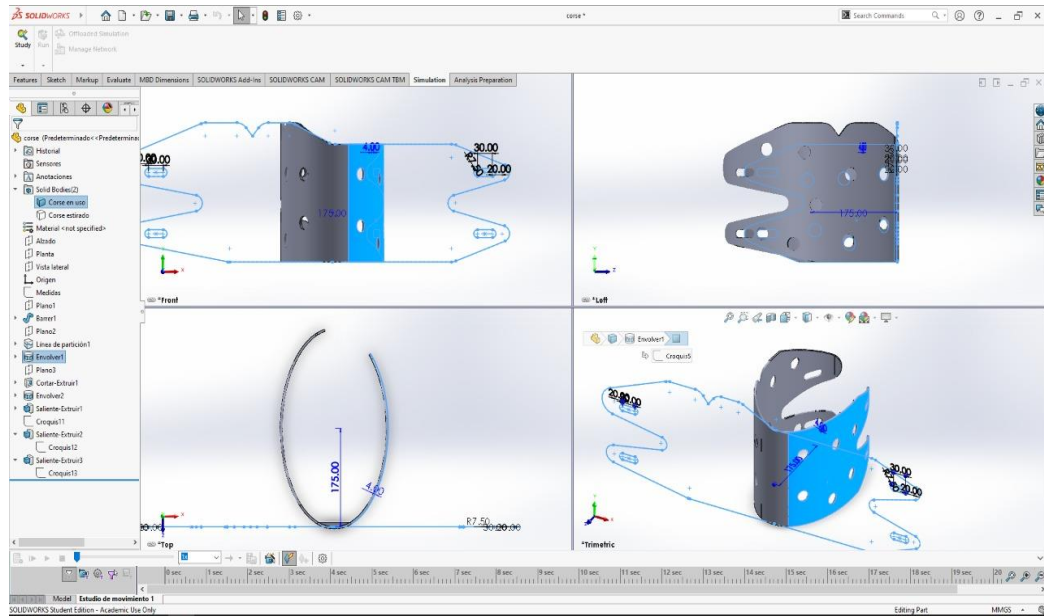 SOLIDWORKS
corse *
Search Commands
Study
Run
Offloaded Simulation
Manage Network
Features Sketch Markup Evaluate MBD Dimensions SOLIDWORKS Add-Ins SOLIDWORKS CAM SOLIDWORKS CAM TBM Simulation Analysis Preparation
corse (Predeterminado<<Predetermina
Historial
Sensores
Anotaciones
Solid Bodies(2)
Corse en uso
Corse estirado
Material <not specified>
Alzado
Planta
Vista lateral
Origen
Medidas
Plano1
Barrer1
Plano2
Línea de partición1
Envolver1
Plano3
Cortar-Extruir1
Envolver2
Saliente-Extruir1
Croquis11
Saliente-Extruir2
Croquis12
Saliente-Extruir3
Croquis13
4.00
30.00
20.00
175.00
*Front
175.00
*Left
175.00
4.00
R7.50
*Top
Envolver1
Croquis5
175.00
30.00
20.00
*Trimetric
0 sec 1 sec 2 sec 3 sec 4 sec 5 sec 6 sec 7 sec 8 sec 9 sec 10 sec 11 sec 12 sec 13 sec 14 sec 15 sec 16 sec 17 sec 18 sec 19 sec 20
Model Estudio de movimiento 1
SOLIDWORKS Student Edition - Academic Use Only
Editing Part
MMGS